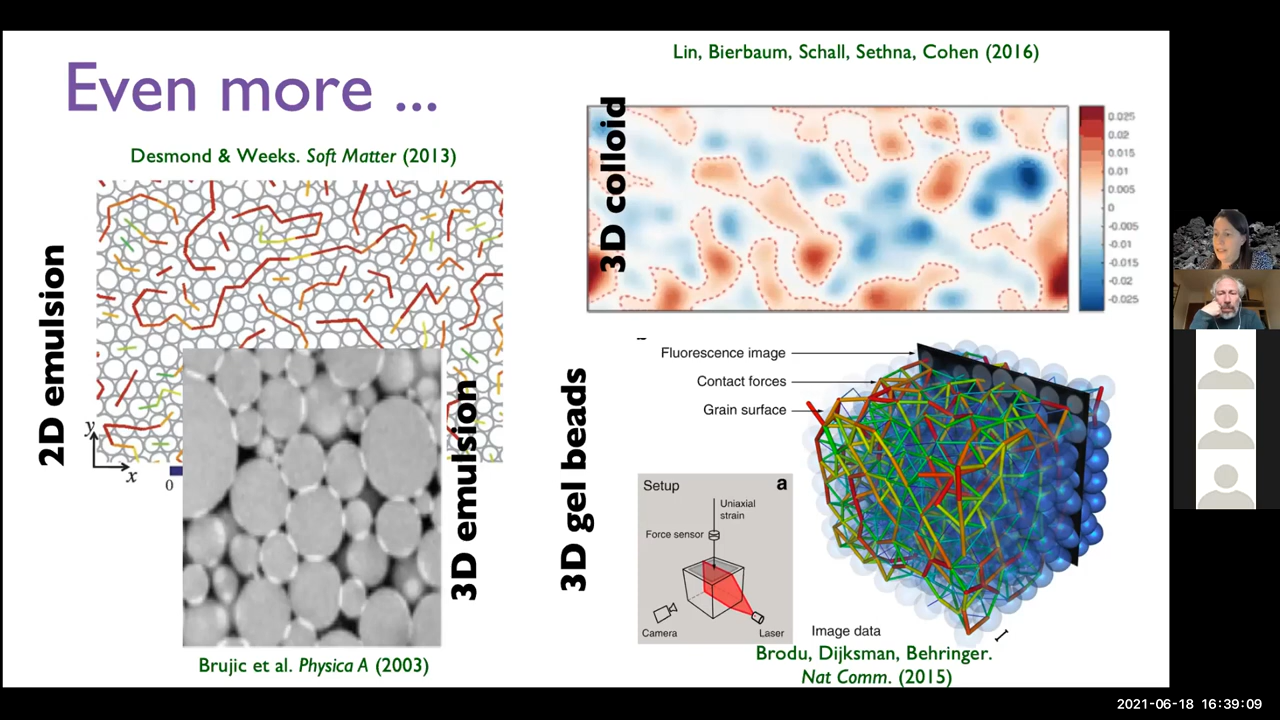 Even more ...
Desmond & Weeks. Soft Matter (2013)
2D emulsion
y
x
0
3D emulsion
Brujic et al. Physica A (2003)
Lin, Bierbaum, Schall, Sethna, Cohen (2016)
3D colloid
0.025
0.02
0.015
0.01
0.005
0
-0.005
-0.01
-0.015
-0.02
-0.025
3D gel beads
Fluorescence image
Contact forces
Grain surface
Setup
a
Uniaxial
strain
Force sensor
Camera
Laser
Image data
Brodu, Dijksman, Behringer.
Nat Comm. (2015)
2021-06-18 16:39:09